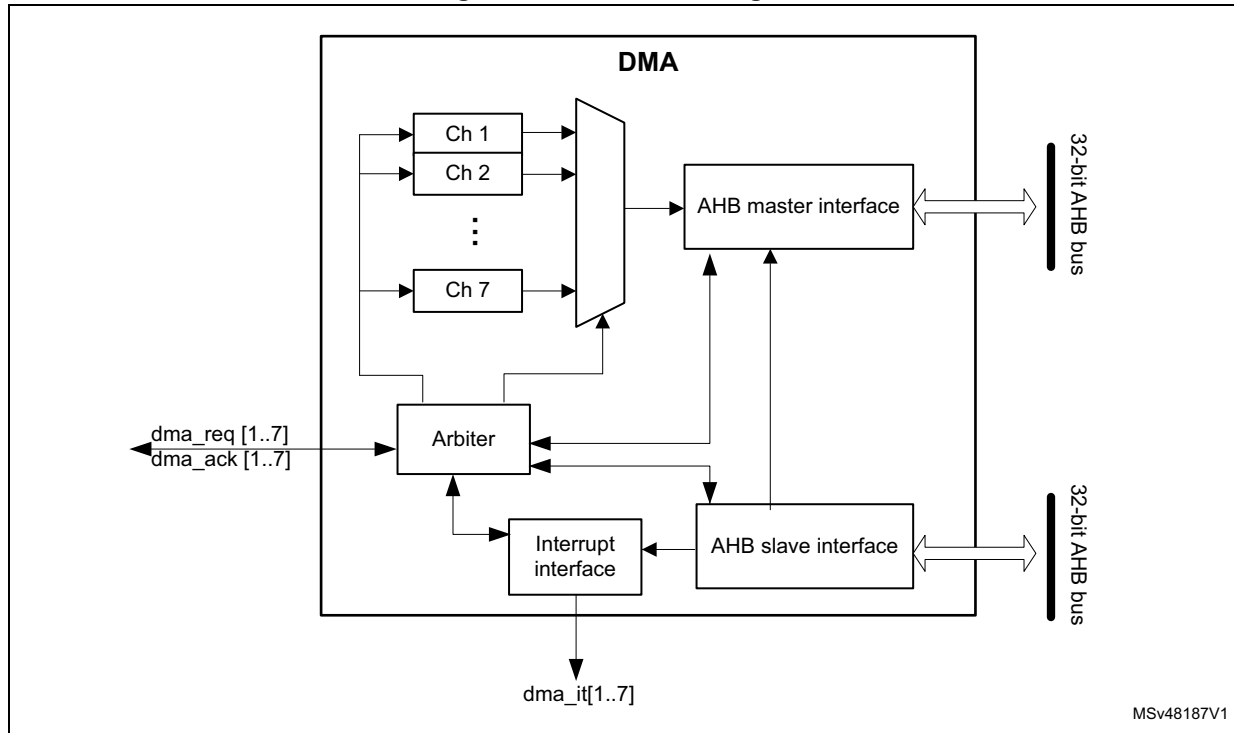 DMA
Ch 1
Ch 2
Ch 7
AHB master interface
32-bit AHB bus
dma_req [1..7]
dma_ack [1..7]
Arbiter
Interrupt
interface
AHB slave interface
32-bit AHB bus
dma_it[1..7]
MSv48187V1